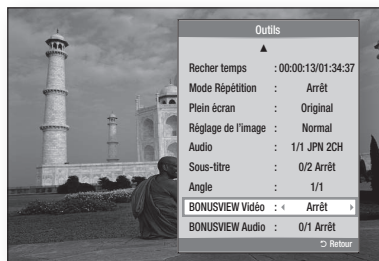 Outils
▲
Recher temps : 00:00:13/01:34:37
Mode Répétition : Arrêt
Plein écran : Original
Réglage de l'image : Normal
Audio : 1/1 JPN 2CH
Sous-titre : 0/2 Arrêt
Angle : 1/1
BONUSVIEW Vidéo : ◀ Arrêt ▶
BONUSVIEW Audio : 0/1 Arrêt
Retour